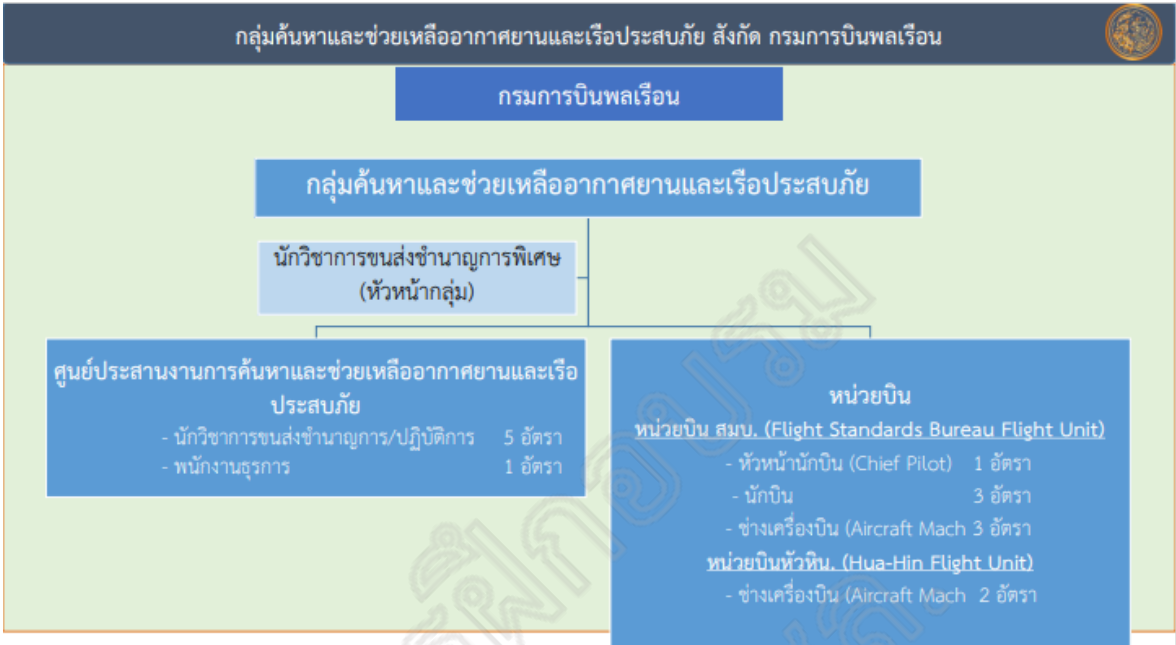 กลุ่มค้นหาและช่วยเหลืออากาศยานและเรือประสบภัย สังกัด กรมการบินพลเรือน
กรมการบินพลเรือน
กลุ่มค้นหาและช่วยเหลืออากาศยานและเรือประสบภัย
นักวิชาการขนส่งชำนาญการพิเศษ
(หัวหน้ากลุ่ม)
ศูนย์ประสานงานการค้นหาและช่วยเหลืออากาศยานและเรือ
ประสบภัย
- นักวิชาการขนส่งชำนาญการ/ปฏิบัติการ 5 อัตรา
- พนักงานธุรการ 1 อัตรา
หน่วยบิน
หน่วยบิน สมบ. (Flight Standards Bureau Flight Unit)
- หัวหน้านักบิน (Chief Pilot) 1 อัตรา
- นักบิน 3 อัตรา
- ช่างเครื่องบิน (Aircraft Mach 3 อัตรา
หน่วยบินหัวหิน. (Hua-Hin Flight Unit)
- ช่างเครื่องบิน (Aircraft Mach 2 อัตรา